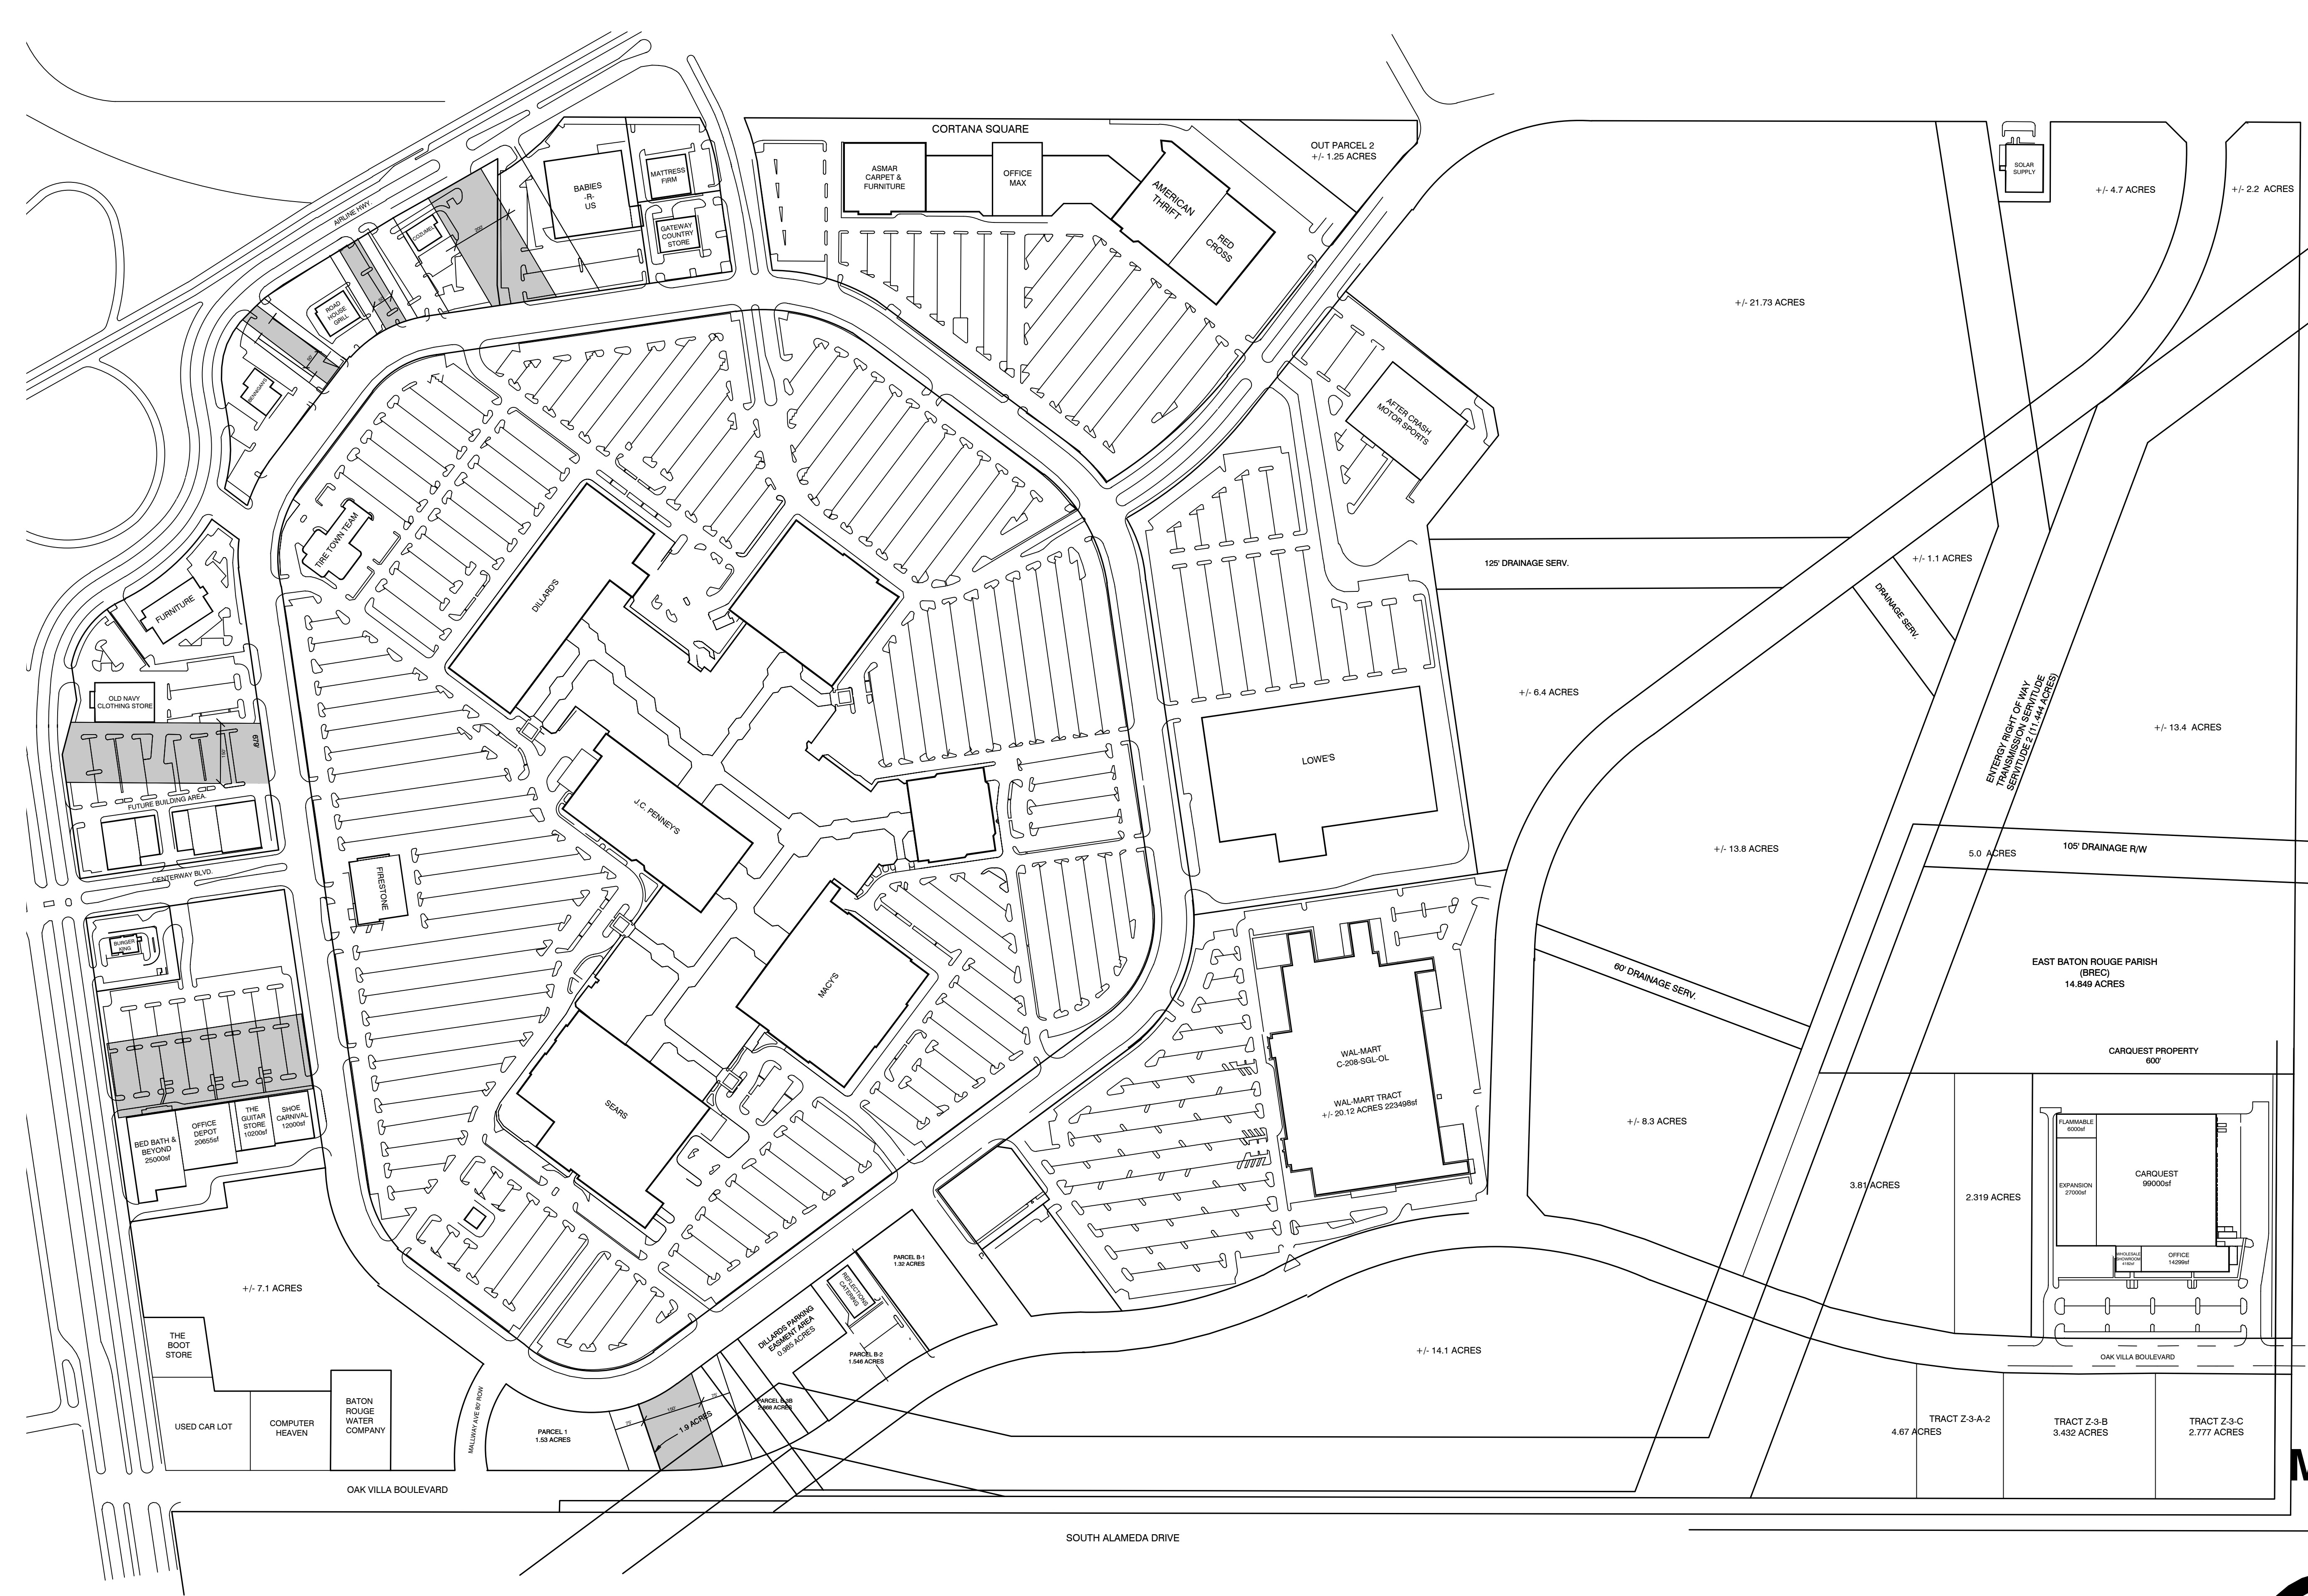 CORTANA SQUARE
OUT PARCEL 2
+/- 1.25 ACRES
ASMAR
CARPET &
FURNITURE
OFFICE
MAX
AMERICAN
THRIFT
RED
CROSS
SOLAR
SUPPLY
+/- 4.7 ACRES
+/- 2.2 ACRES
BABIES
-R-
US
MATTRESS
FIRM
GATEWAY
COUNTRY
STORE
AIRLINE HWY.
COZUMEL
ROAD
HOUSE
GRILL
BENNIGAN'S
+/- 21.73 ACRES
AFTER CRASH
MOTOR SPORTS
TIRE TOWN TEAM
DILLARD'S
125' DRAINAGE SERV.
+/- 1.1 ACRES
DRAINAGE SERV.
FURNITURE
OLD NAVY
CLOTHING STORE
+/- 6.4 ACRES
ENTERGY RIGHT OF WAY
TRANSMISSION SERVITUDE
SERVITUDE 2 (11.444 ACRES)
+/- 13.4 ACRES
LOWE'S
FUTURE BUILDING AREA.
J.C. PENNEY'S
+/- 13.8 ACRES
5.0 ACRES
105' DRAINAGE R/W
CENTERWAY BLVD.
FIRESTONE
BURGER
KING
MACY'S
60' DRAINAGE SERV.
EAST BATON ROUGE PARISH
(BREC)
14.849 ACRES
WAL-MART
C-208-SGL-OL
WAL-MART TRACT
+/- 20.12 ACRES 223498sf
CARQUEST PROPERTY
600'
SEARS
BED BATH &
BEYOND
25000sf
OFFICE
DEPOT
20655sf
THE
GUITAR
STORE
10200sf
SHOE
CARNIVAL
12000sf
+/- 8.3 ACRES
3.81 ACRES
2.319 ACRES
FLAMMABLE
6000sf
EXPANSION
27000sf
CARQUEST
99000sf
WHOLESALE
SHOWROOM
OFFICE
14299sf
PARCEL B-1
1.32 ACRES
REFLECTIONS
CATERING
DILLARDS PARKING
EASMENT AREA
0.985 ACRES
PARCEL B-2
1.546 ACRES
+/- 7.1 ACRES
THE
BOOT
STORE
+/- 14.1 ACRES
OAK VILLA BOULEVARD
USED CAR LOT
COMPUTER
HEAVEN
BATON
ROUGE
WATER
COMPANY
MALLWAY AVE 80' ROW
PARCEL 1
1.53 ACRES
1.9 ACRES
4.67 ACRES
TRACT Z-3-A-2
TRACT Z-3-B
3.432 ACRES
TRACT Z-3-C
2.777 ACRES
OAK VILLA BOULEVARD
SOUTH ALAMEDA DRIVE